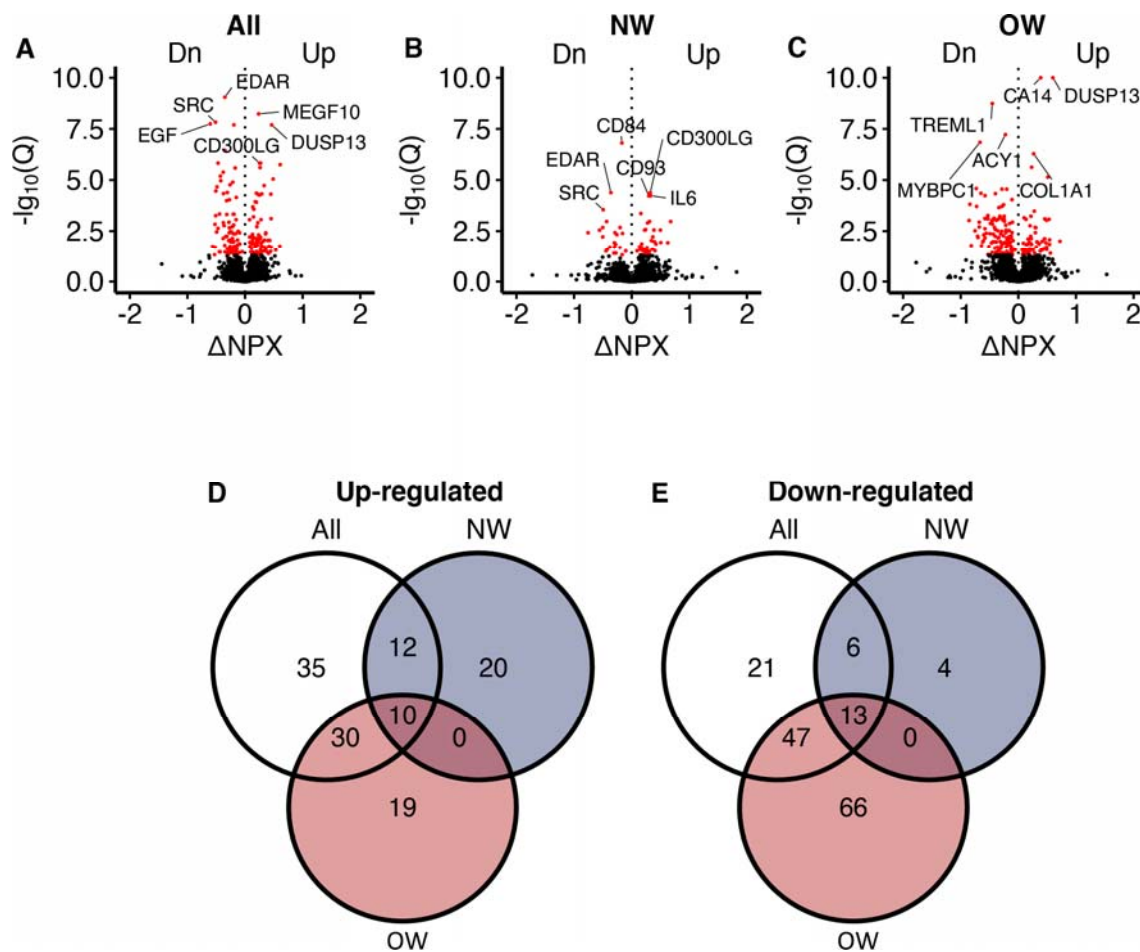 A
All
Dn
Up
-lg10(Q)
10.0
7.5
5.0
2.5
0.0
EDAR
SRC
MEGF10
EGF
CD300LG
DUSP13
-2
-1
0
1
2
ΔNPX
B
NW
Dn
Up
-lg10(Q)
10.0
7.5
5.0
2.5
0.0
CD84
CD300LG
EDAR
CD93
SRC
IL6
-2
-1
0
1
2
ΔNPX
C
OW
Dn
Up
-lg10(Q)
10.0
7.5
5.0
2.5
0.0
CA14
DUSP13
TREML1
ACY1
MYBPC1
COL1A1
-2
-1
0
1
2
ΔNPX
D
Up-regulated
All
NW
12
35
20
10
30
0
19
OW
E
Down-regulated
All
NW
6
21
4
13
47
0
66
OW